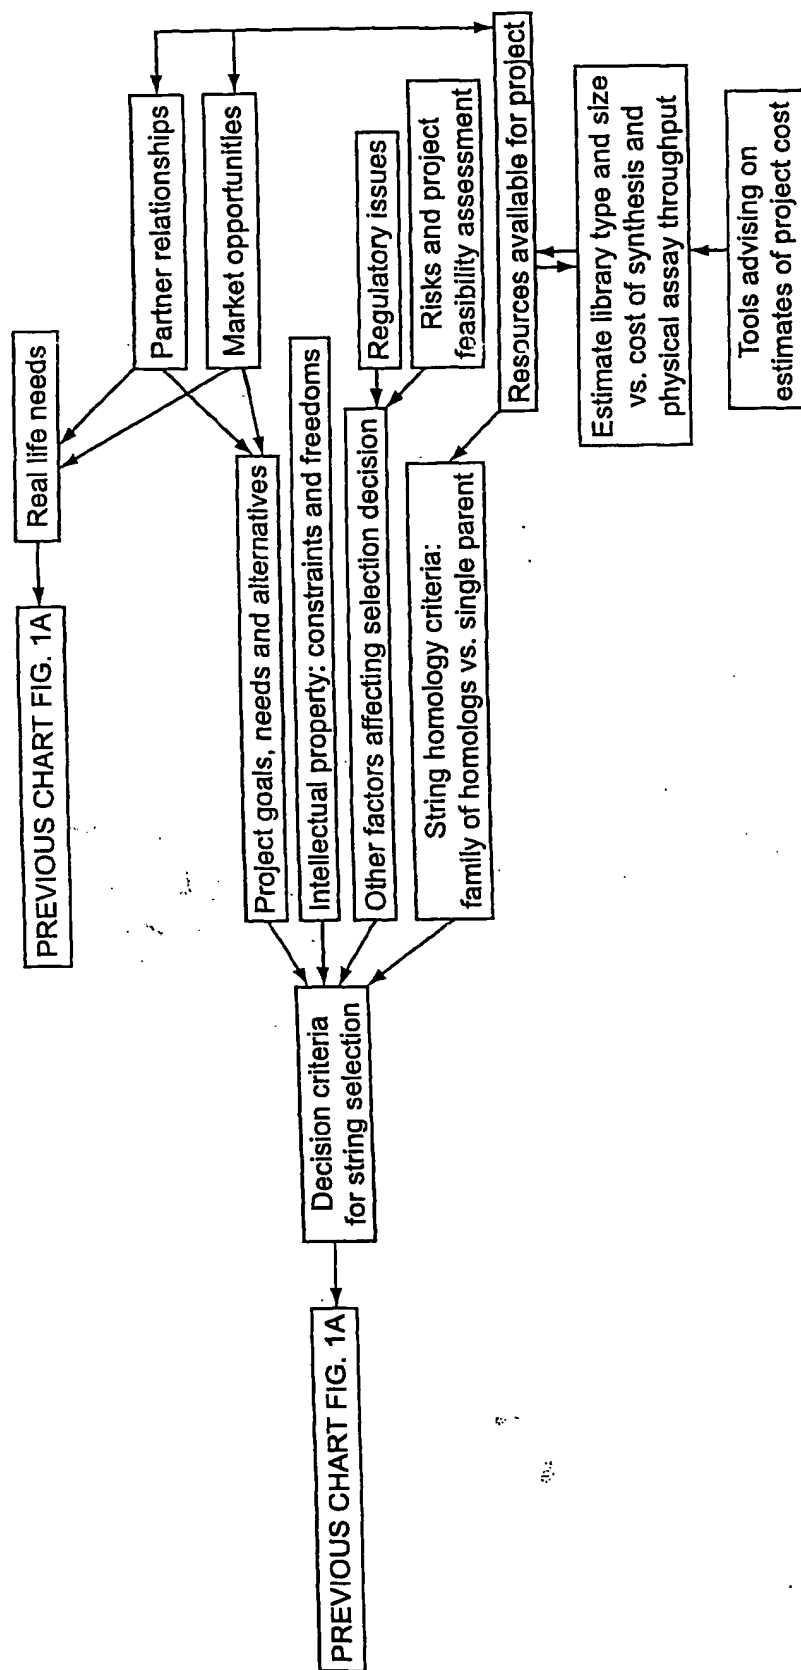 PREVIOUS CHART FIG. 1A
Real life needs
Partner relationships
Market opportunities
Project goals, needs and alternatives
Intellectual property: constraints and freedoms
Regulatory issues
Other factors affecting selection decision
Risks and project
feasibility assessment
String homology criteria:
family of homologs vs. single parent
Resources available for project
Estimate library type and size
vs. cost of synthesis and
physical assay throughput
Tools advising on
estimates of project cost
Decision criteria
for string selection
PREVIOUS CHART FIG. 1A